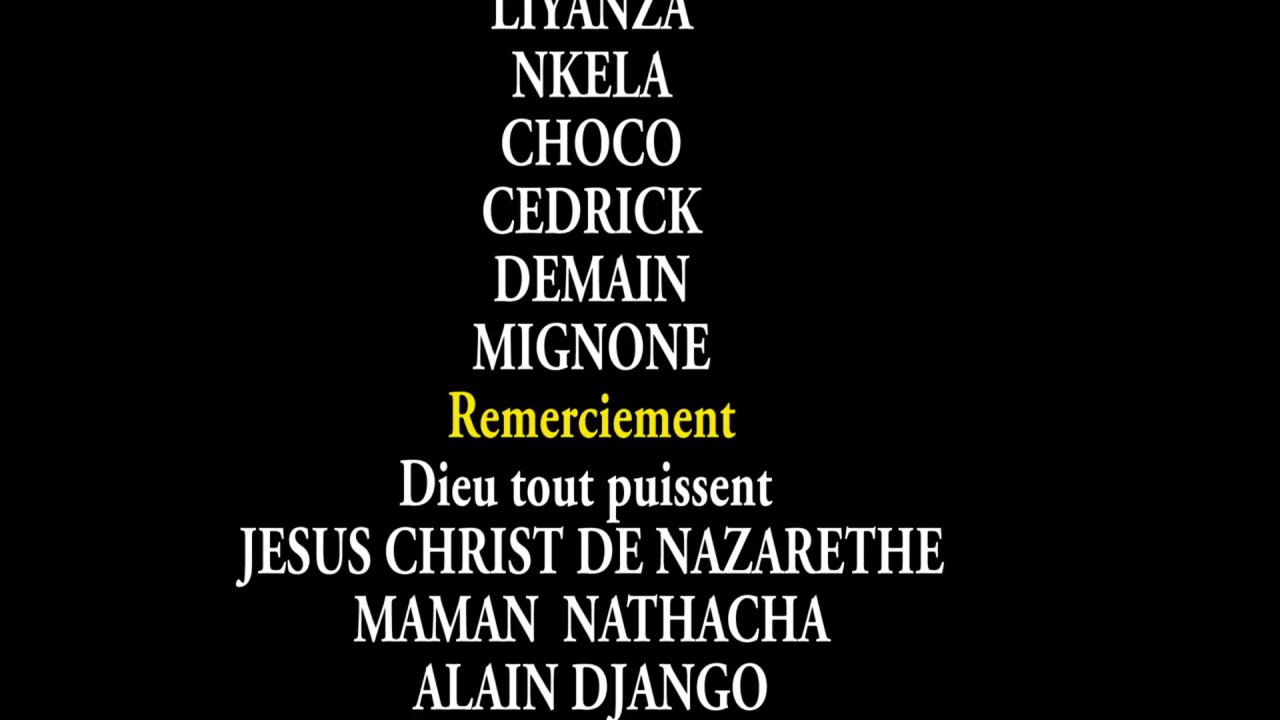 LIYANZA
NKELA
CHOCO
CEDRICK
DEMAIN
MIGNONE
Remerciement
Dieu tout puissent
JESUS CHRIST DE NAZARETHE
MAMAN NATHACHA
ALAIN DJANGO